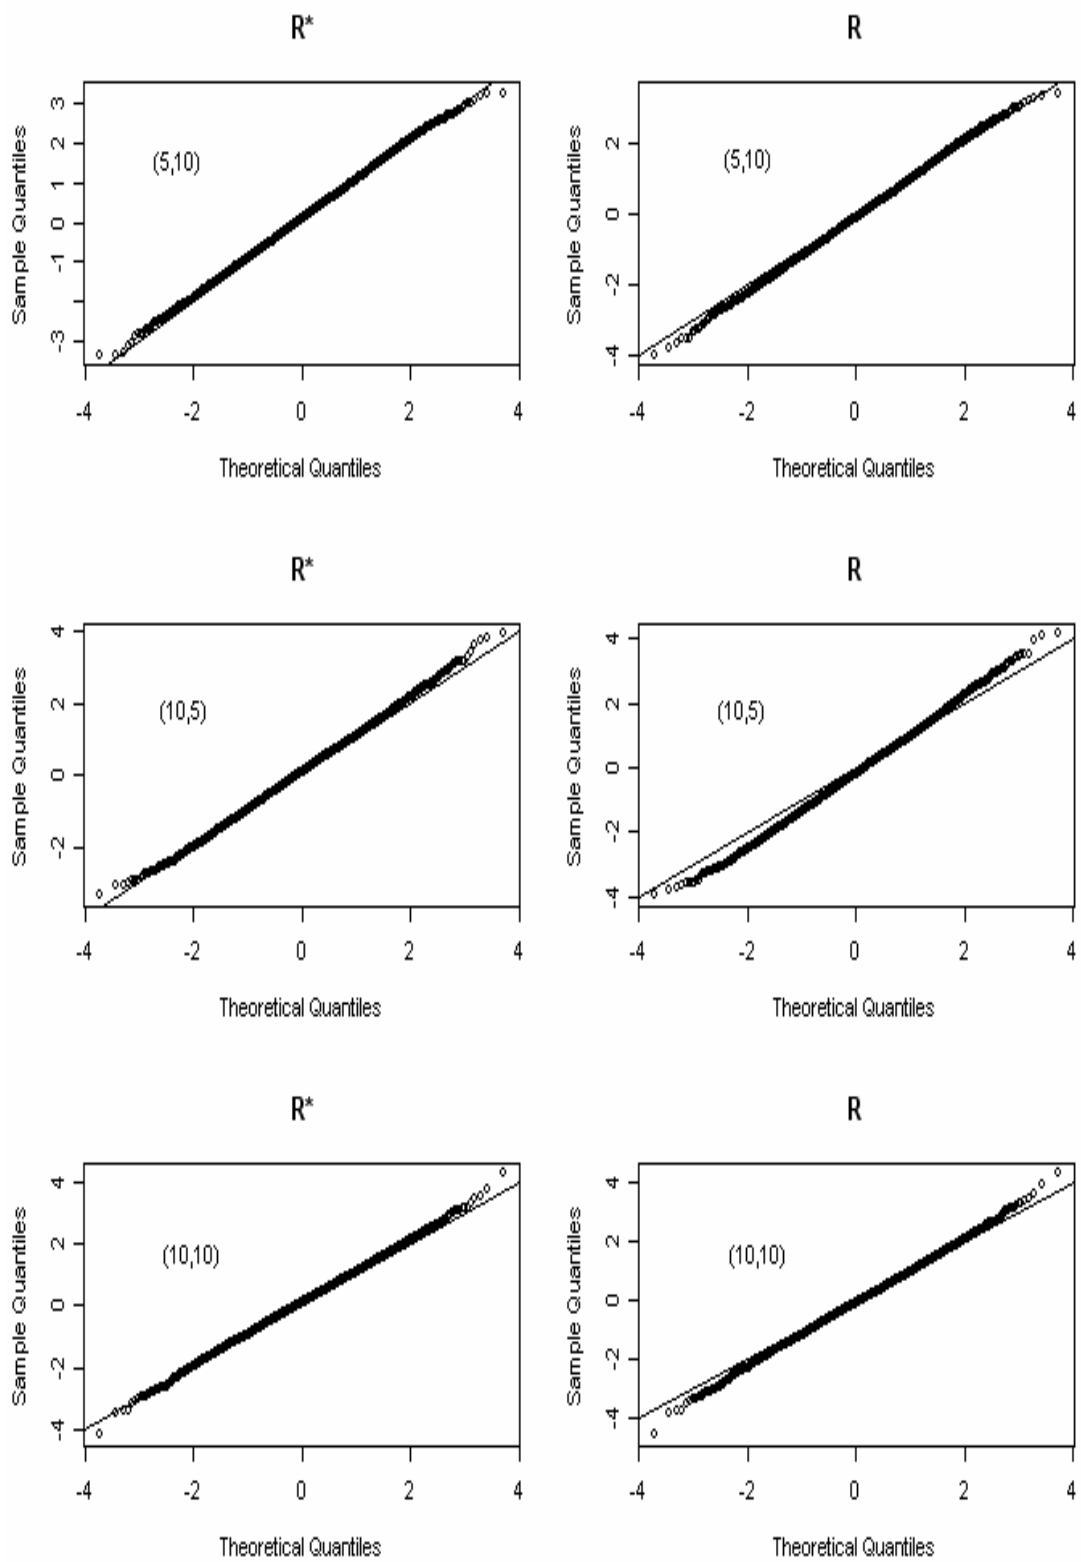 R* R
3 2 1 0 -1 -3
Sample Quantiles
(5,10)
-4 -2 0 2 4
Theoretical Quantiles
2 0 -2 -4
Sample Quantiles
(5,10)
-4 -2 0 2 4
Theoretical Quantiles
R* R
4 2 0 -2
Sample Quantiles
(10,5)
-4 -2 0 2 4
Theoretical Quantiles
4 2 0 -2 -4
Sample Quantiles
(10,5)
-4 -2 0 2 4
Theoretical Quantiles
R* R
4 2 0 -2 -4
Sample Quantiles
(10,10)
-4 -2 0 2 4
Theoretical Quantiles
4 2 0 -2 -4
Sample Quantiles
(10,10)
-4 -2 0 2 4
Theoretical Quantiles